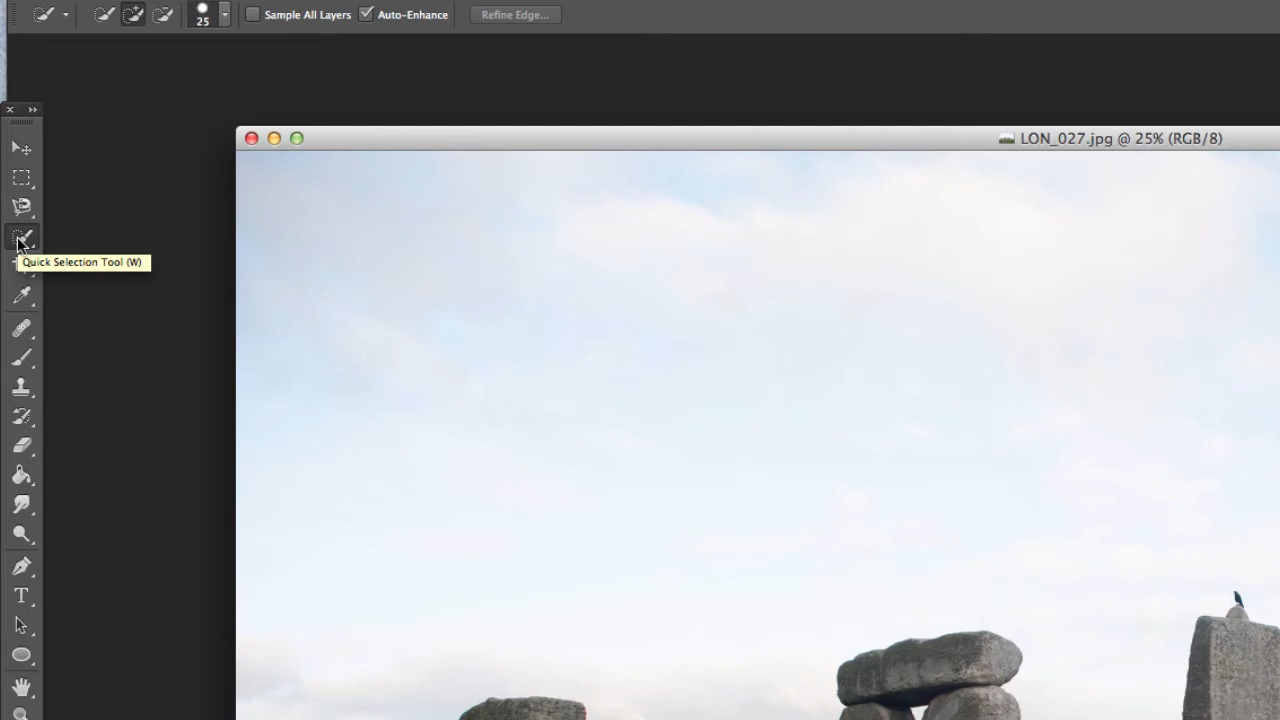 25
Sample All Layers
Auto-Enhance
Refine Edge...
LON_027.jpg @ 25% (RGB/8)
Quick Selection Tool (W)